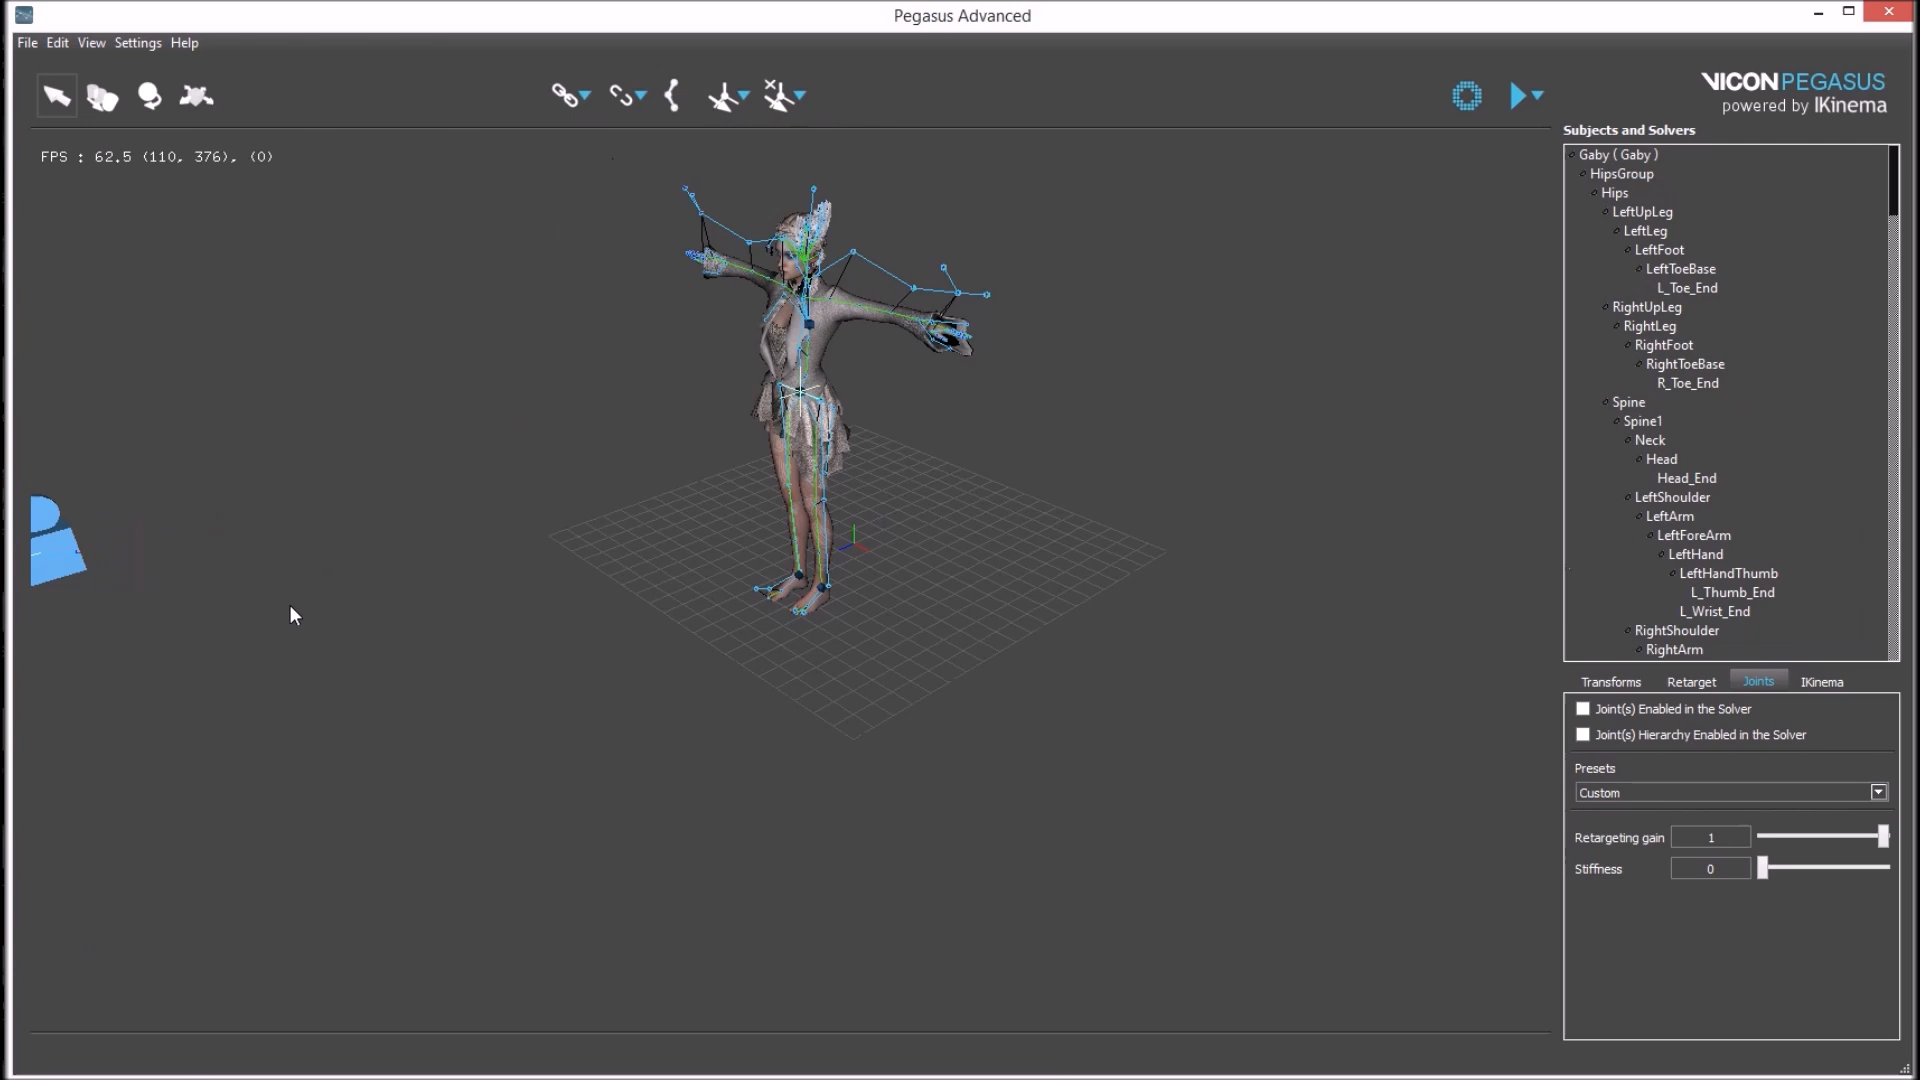 Pegasus Advanced
File Edit View Settings Help
VICONPEGASUS
powered by IKinema
Subjects and Solvers
FPS : 62.5 (110, 376), (0)
Gaby ( Gaby )
HipsGroup
Hips
LeftUpLeg
LeftLeg
LeftFoot
LeftToeBase
L_Toe_End
RightUpLeg
RightLeg
RightFoot
RightToeBase
R_Toe_End
Spine
Spine1
Neck
Head
Head_End
LeftShoulder
LeftArm
LeftForeArm
LeftHand
LeftHandThumb
L_Thumb_End
L_Wrist_End
RightShoulder
RightArm
Transforms Retarget Joints IKinema
Joint(s) Enabled in the Solver
Joint(s) Hierarchy Enabled in the Solver
Presets
Custom
Retargeting gain 1
Stiffness 0